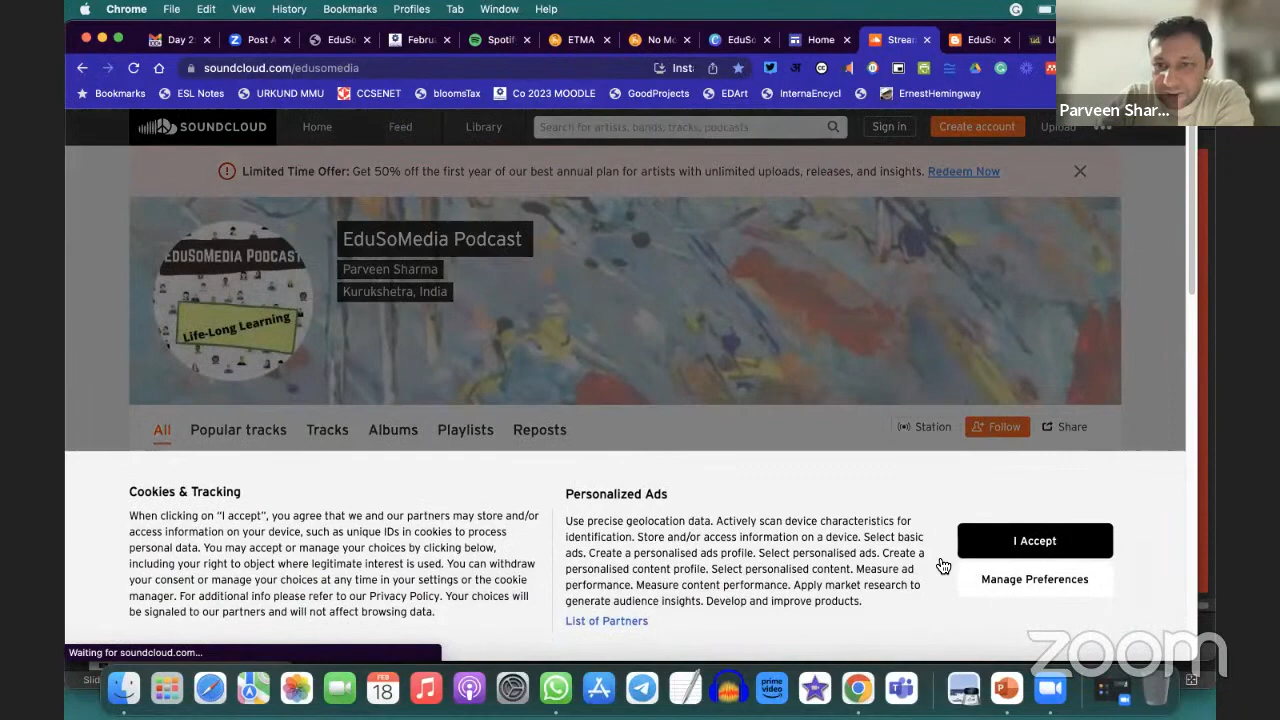 Chrome File Edit View History Bookmarks Profiles Tab Window Help
Day 2: Post A EduSo Februa Spotif ETMA No Mo EduSo Home Stream EduSo
soundcloud.com/edusomedia Inst
Bookmarks ESL Notes URKUND MMU CCSENET bloomsTax Co 2023 MOODLE GoodProjects EDArt InternaEncycl ErnestHemingway
Parveen Shar...
SOUNDCLOUD Home Feed Library Search for artists, bands, tracks, podcasts Sign in Create account Upload
Limited Time Offer: Get 50% off the first year of our best annual plan for artists with unlimited uploads, releases, and insights. Redeem Now
EduSoMedia Podcast
Parveen Sharma
Kurukshetra, India
EDUSOMEDIA PODCAST
Life-Long Learning
All Popular tracks Tracks Albums Playlists Reposts Station Follow Share
Cookies & Tracking
When clicking on “I accept”, you agree that we and our partners may store and/or
access information on your device, such as unique IDs in cookies to process
personal data. You may accept or manage your choices by clicking below,
including your right to object where legitimate interest is used. You can withdraw
your consent or manage your choices at any time in your settings or the cookie
manager. For additional info please refer to our Privacy Policy. Your choices will
be signaled to our partners and will not affect browsing data.
Personalized Ads
Use precise geolocation data. Actively scan device characteristics for
identification. Store and/or access information on a device. Select basic
ads. Create a personalised ads profile. Select personalised ads. Create a
personalised content profile. Select personalised content. Measure ad
performance. Measure content performance. Apply market research to
generate audience insights. Develop and improve products.
List of Partners
I Accept
Manage Preferences
Waiting for soundcloud.com...
zoom
Slid
FEB
18
prime
video